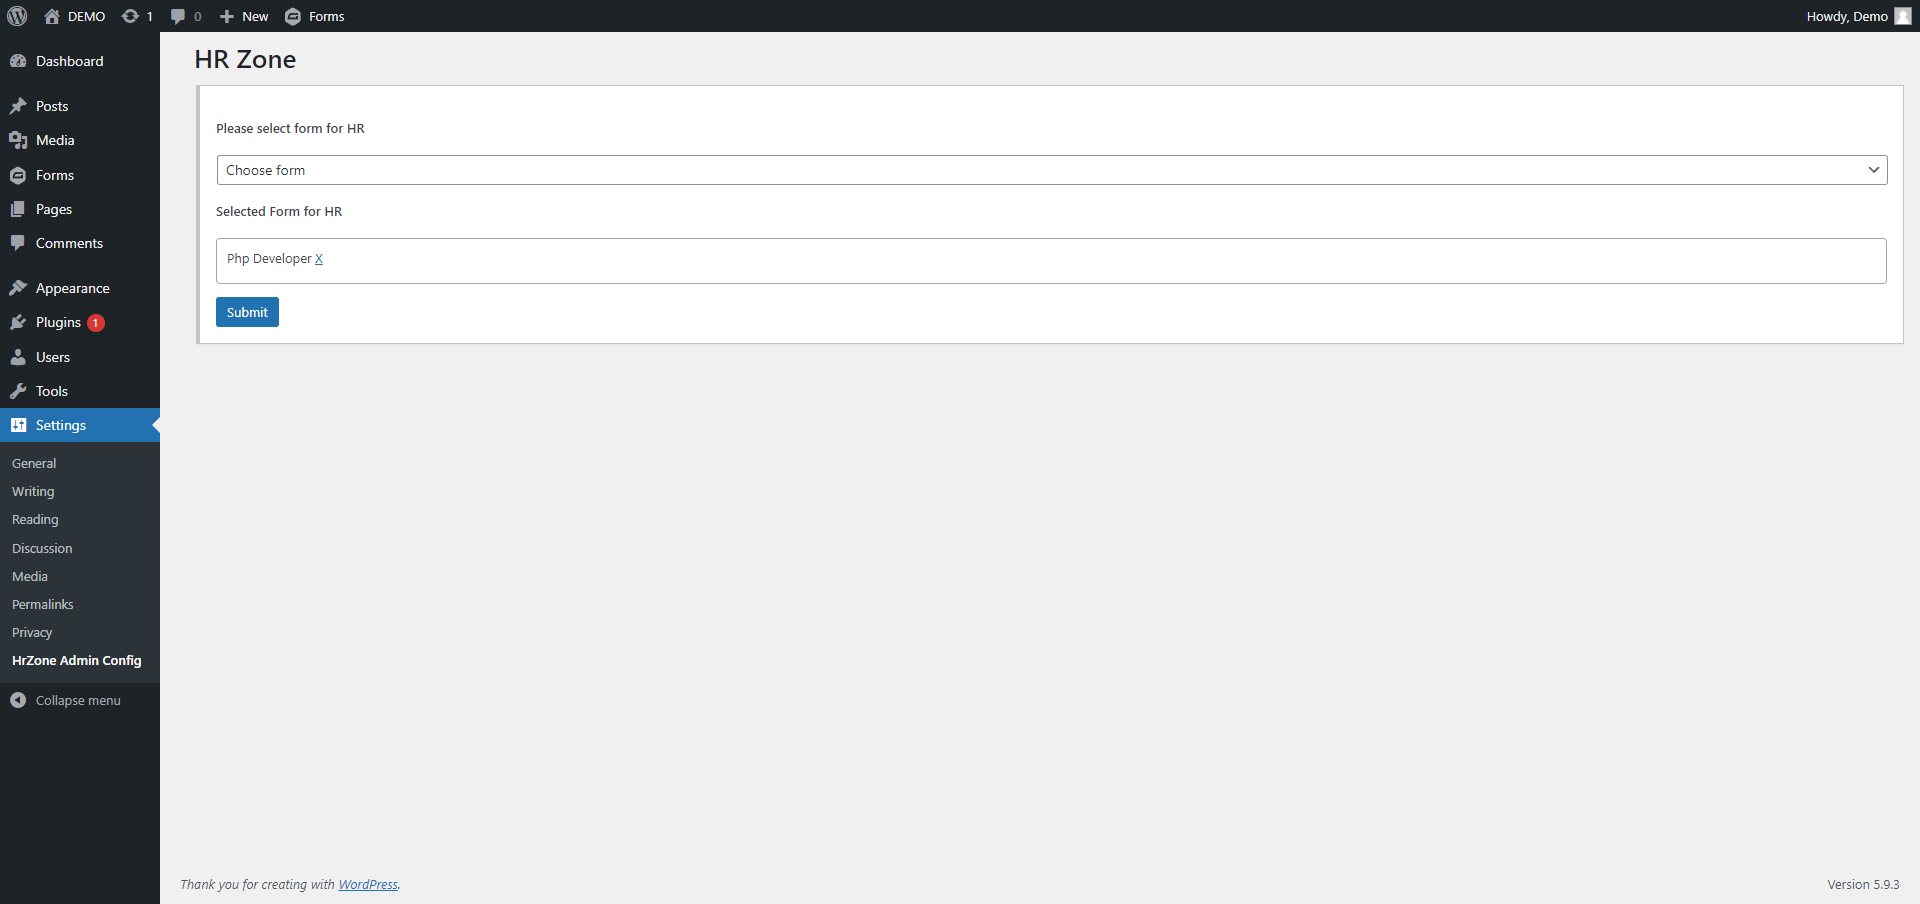 DEMO 1 0 New Forms Howdy, Demo
Dashboard
Posts
Media
Forms
Pages
Comments
Appearance
Plugins 1
Users
Tools
Settings
General
Writing
Reading
Discussion
Media
Permalinks
Privacy
HrZone Admin Config
Collapse menu
HR Zone
Please select form for HR
Choose form
Selected Form for HR
Php Developer X
Submit
Thank you for creating with WordPress.
Version 5.9.3